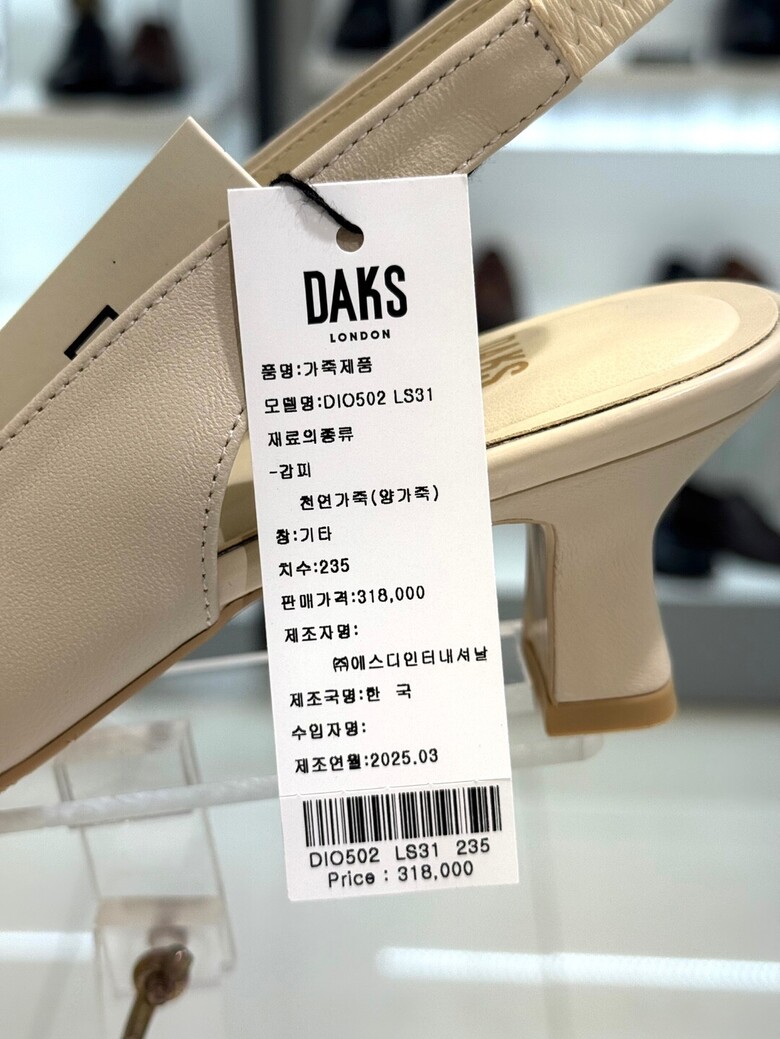 DAKS
LONDON
품명:가죽제품
모델명:DIO502 LS31
재료의종류
-갑피
천연가죽(양가죽)
창:기타
치수:235
판매가격:318,000
제조자명:
㈜에스디인터내셔날
제조국명:한 국
수입자명:
제조연월:2025.03
DIO502 LS31 235
Price : 318,000
DAKS